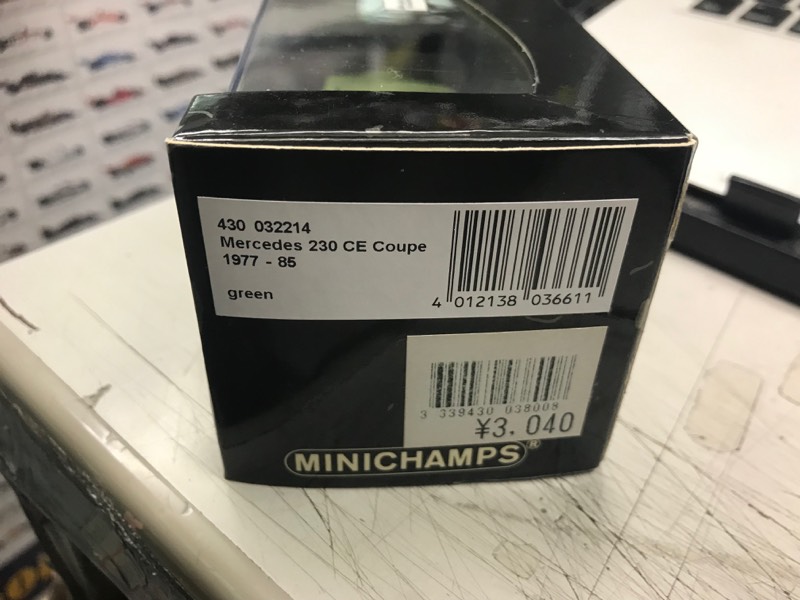 430 032214
Mercedes 230 CE Coupe
1977 - 85
green
4 012138 036611
3 339430 038008
¥3.040
MINICHAMPS®